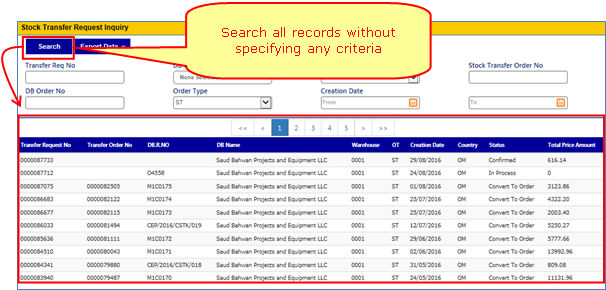 Stock Transfer Request Inquiry
Search all records without
specifying any criteria
Search Export Data
Transfer Req No DB Stock Transfer Order No
None sele
DB Order No Order Type Creation Date
ST From To
<< < 1 2 3 4 5 > >>
Transfer Request No Transfer Order No DB.R.NO DB Name Warehouse OT Creation Date Country Status Total Price Amount
0000087733 Saud Bahwan Projects and Equipment LLC 0001 ST 29/08/2016 OM Confirmed 616.14
0000087712 O4558 Saud Bahwan Projects and Equipment LLC 0001 ST 24/08/2016 OM In Process 0
0000087075 0000082505 M1C0175 Saud Bahwan Projects and Equipment LLC 0001 ST 29/08/2016 OM Convert To Order 3123.86
0000086683 0000082122 M1C0174 Saud Bahwan Projects and Equipment LLC 0001 ST 25/07/2016 OM Convert To Order 4322.20
0000086677 0000082115 M1C0173 Saud Bahwan Projects and Equipment LLC 0001 ST 25/07/2016 OM Convert To Order 2003.40
0000086033 0000081494 CEP/2016/CSTK/019 Saud Bahwan Projects and Equipment LLC 0001 ST 12/07/2016 OM Convert To Order 5250.27
0000085636 0000081111 M1C0172 Saud Bahwan Projects and Equipment LLC 0001 ST 29/06/2016 OM Convert To Order 5777.66
0000084510 0000080043 M1C0171 Saud Bahwan Projects and Equipment LLC 0001 ST 02/06/2016 OM Convert To Order 13992.96
0000084341 0000079880 CEP/2016/CSTK/018 Saud Bahwan Projects and Equipment LLC 0001 ST 31/05/2016 OM Convert To Order 809.08
0000083940 0000079487 M1C0170 Saud Bahwan Projects and Equipment LLC 0001 ST 24/05/2016 OM Convert To Order 11131.96